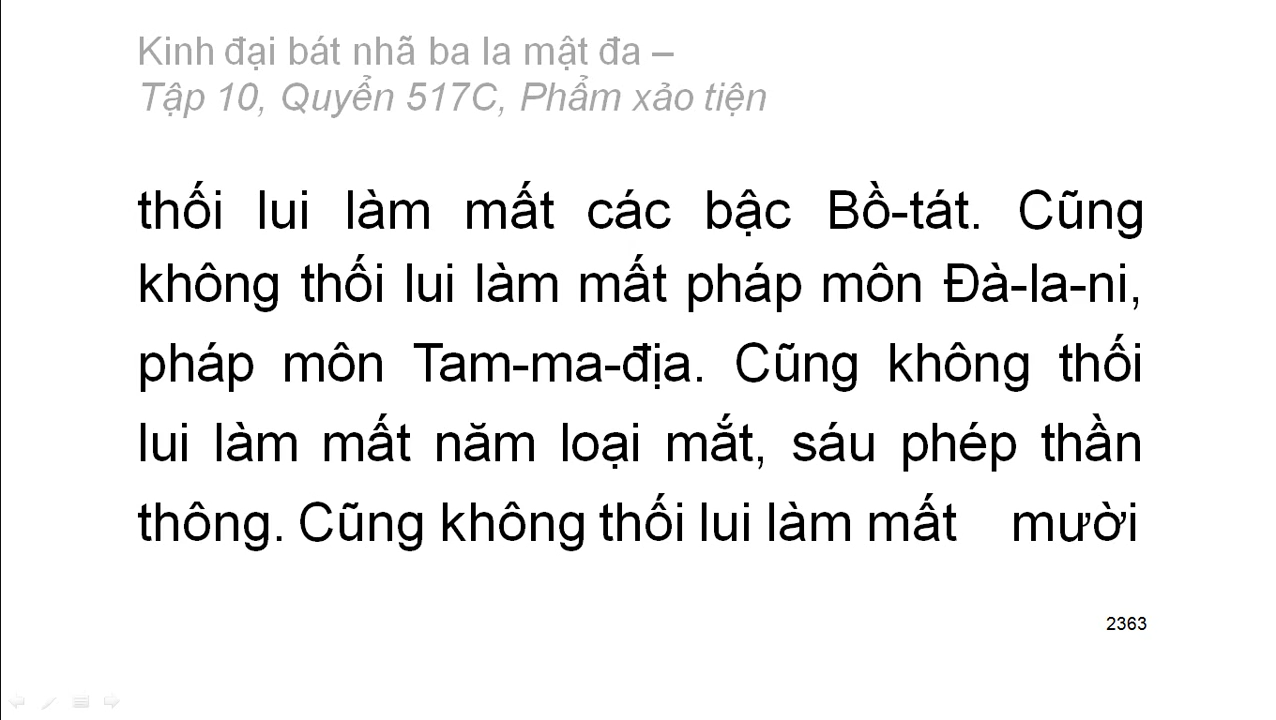 Kinh đại bát nhã ba la mật đa –
Tập 10, Quyển 517C, Phẩm xảo tiện
thối lui làm mất các bậc Bồ-tát. Cũng
không thối lui làm mất pháp môn Đà-la-ni,
pháp môn Tam-ma-địa. Cũng không thối
lui làm mất năm loại mắt, sáu phép thần
thông. Cũng không thối lui làm mất mười
2363